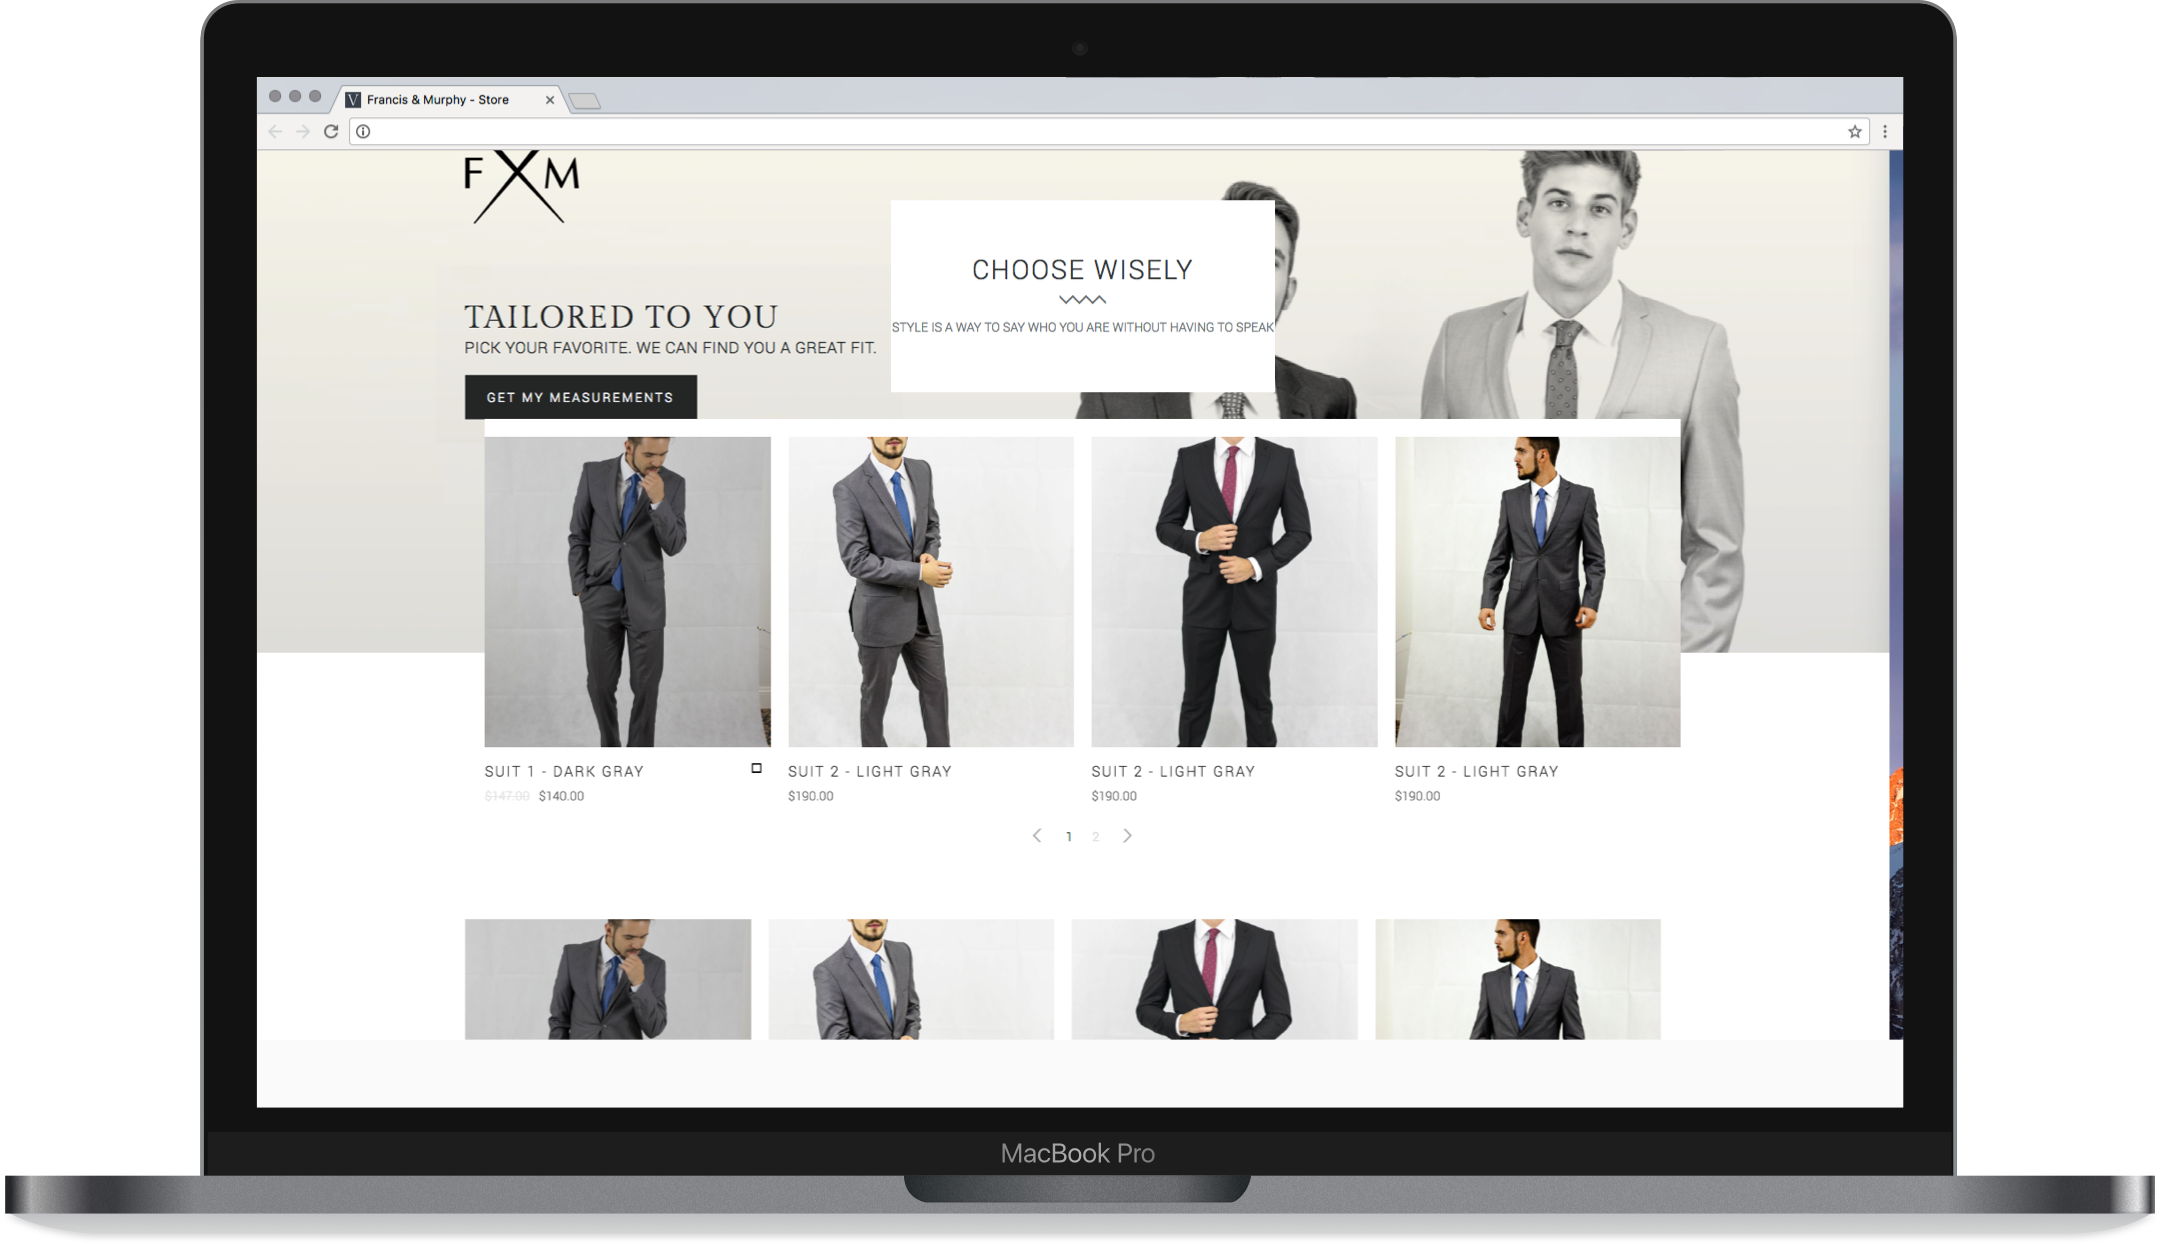 V Francis & Murphy - Store
F X M
CHOOSE WISELY
STYLE IS A WAY TO SAY WHO YOU ARE WITHOUT HAVING TO SPEAK
TAILORED TO YOU
PICK YOUR FAVORITE. WE CAN FIND YOU A GREAT FIT.
GET MY MEASUREMENTS
SUIT 1 - DARK GRAY
$147.00 $140.00
SUIT 2 - LIGHT GRAY
$190.00
SUIT 2 - LIGHT GRAY
$190.00
SUIT 2 - LIGHT GRAY
$190.00
1 2
MacBook Pro